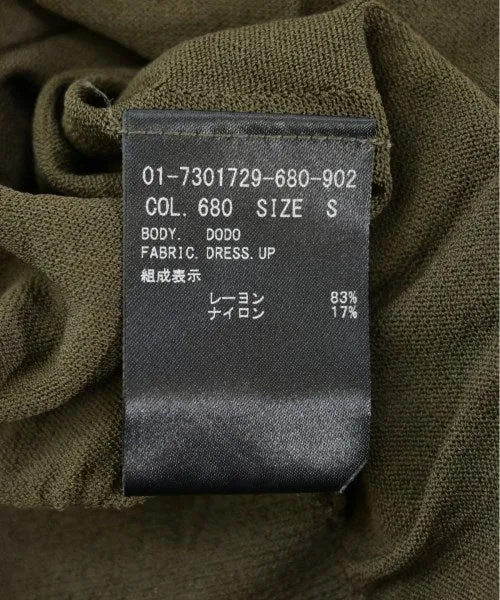 01-7301729-680-902
COL. 680 SIZE S
BODY. DODO
FABRIC. DRESS. UP
組成表示
レーヨン 83%
ナイロン 17%